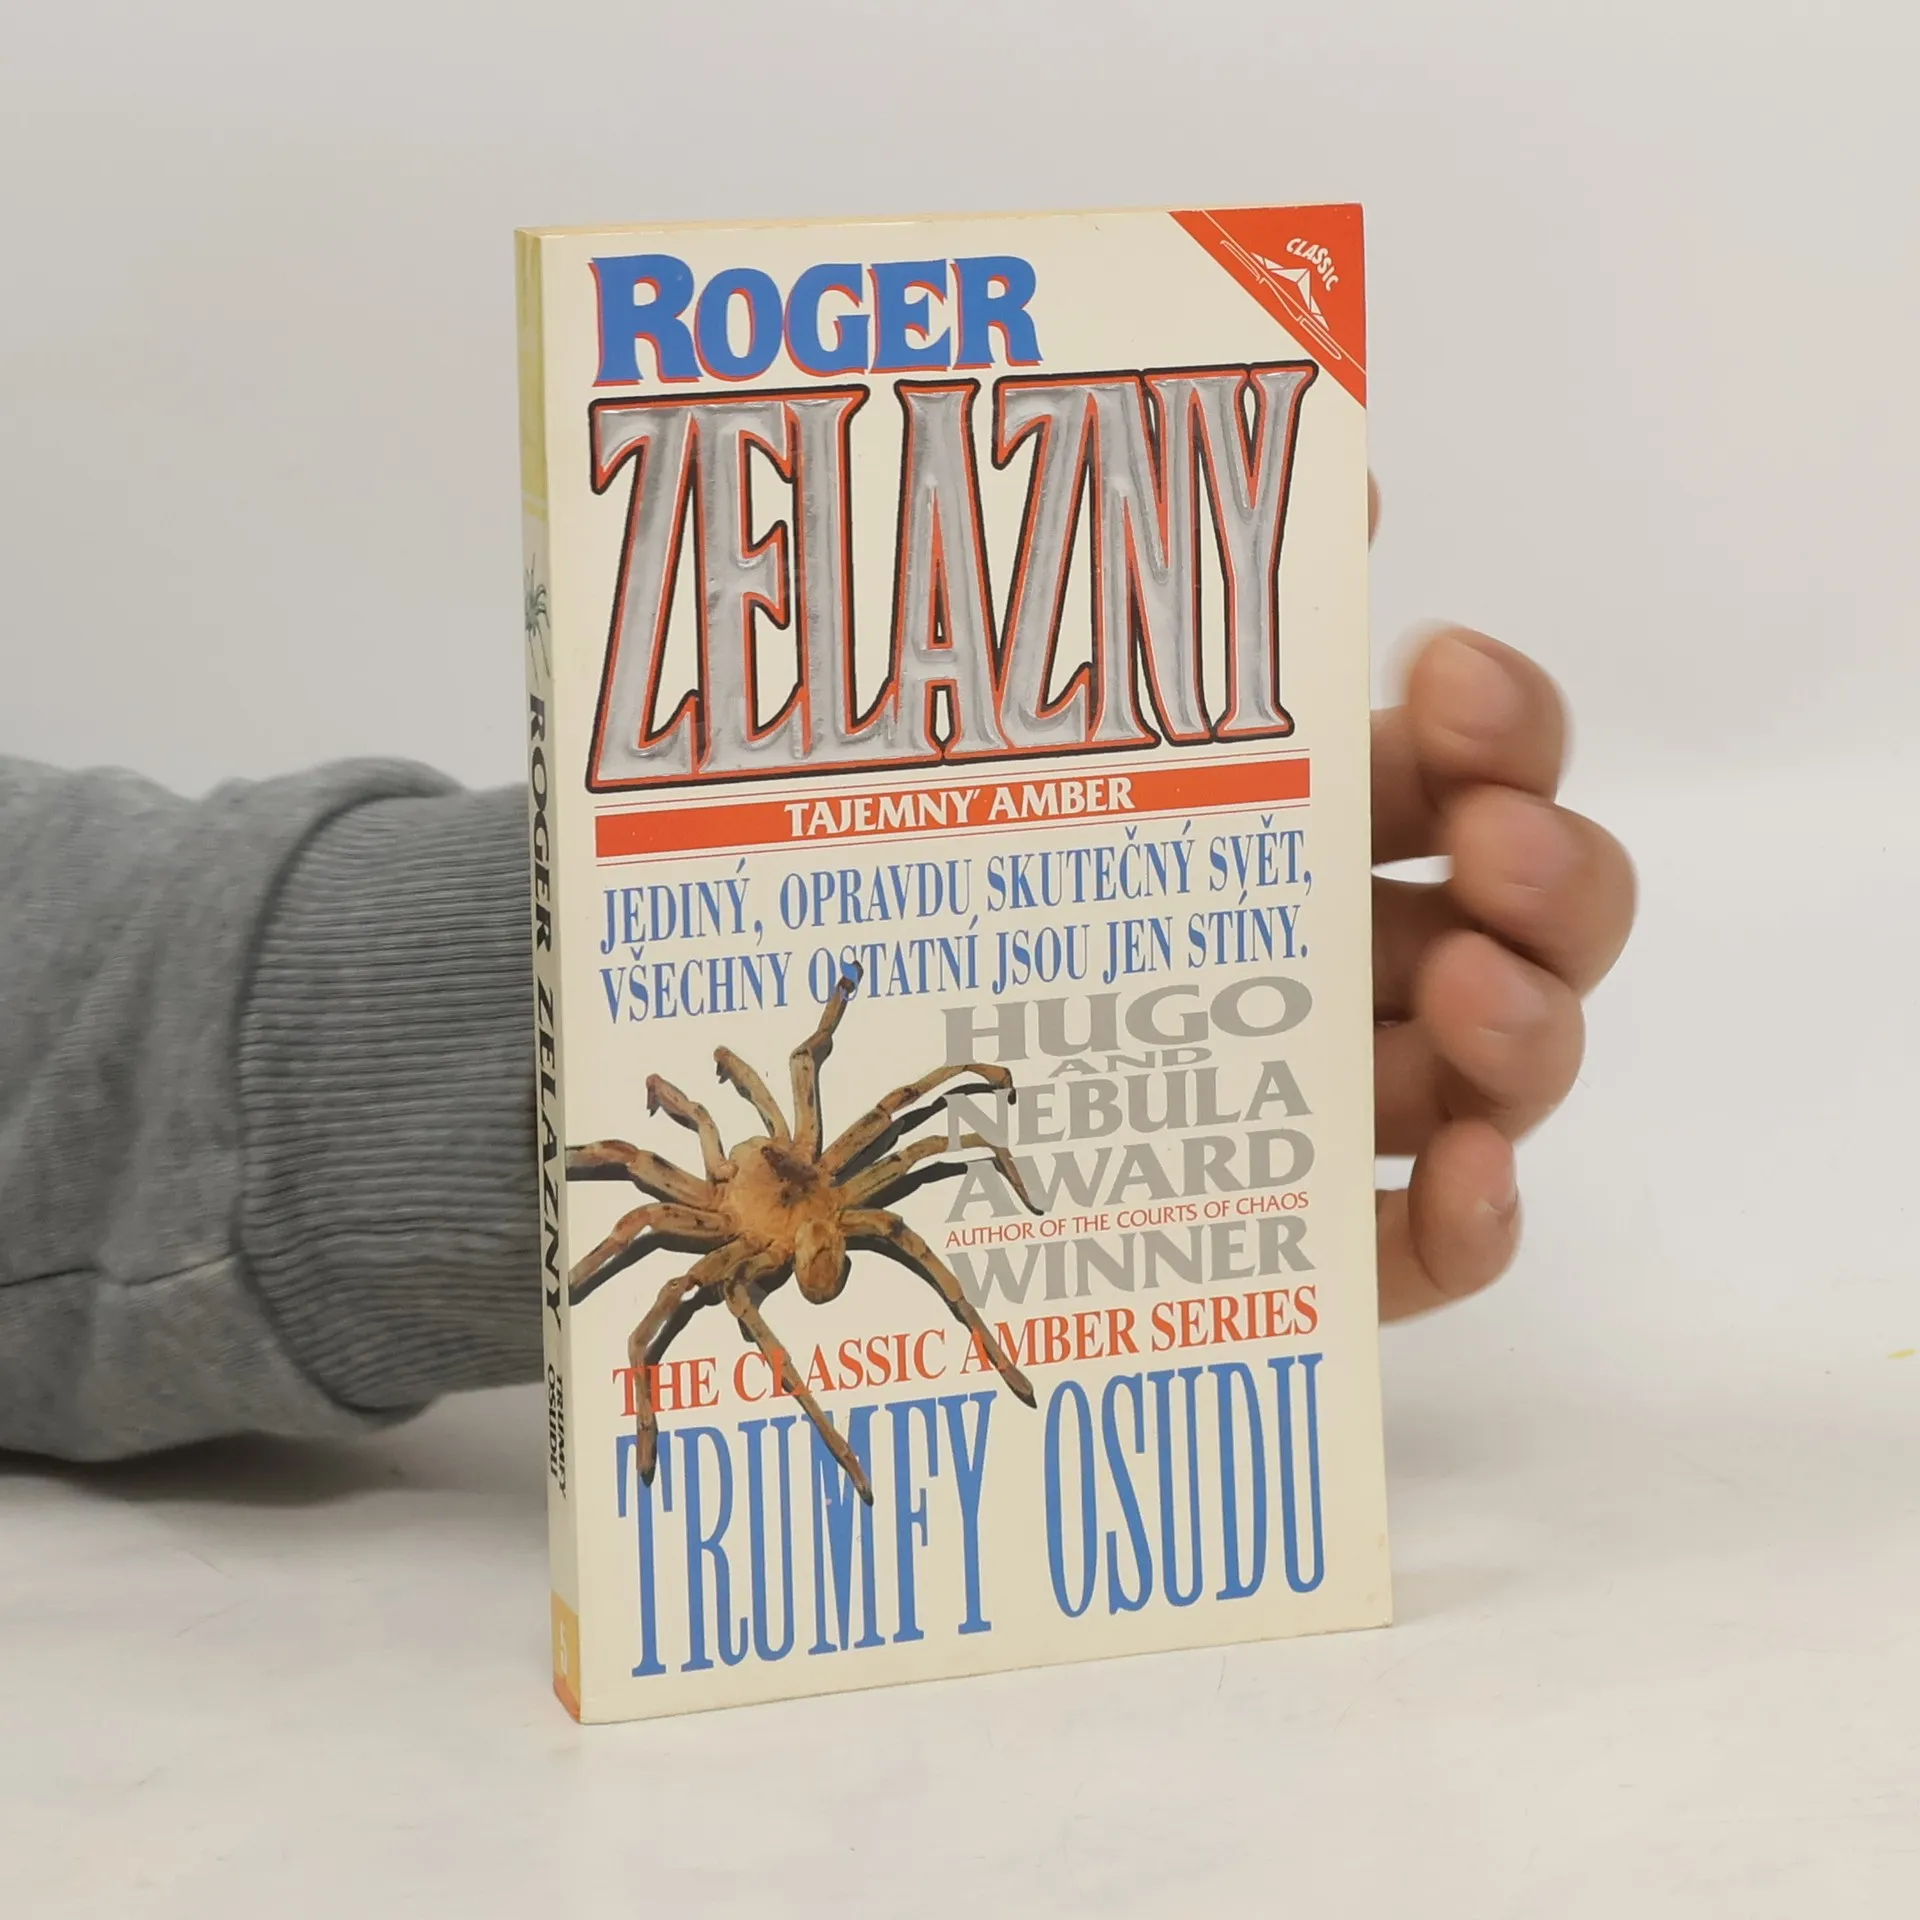 ROGER
CLASSIC
ZELAZNY
TAJEMNÝ AMBER
JEDINÝ, OPRAVDU SKUTEČNÝ SVĚT,
VŠECHNY OSTATNÍ JSOU JEN STÍNY.
HUGO
AND
NEBULA
AWARD
AUTHOR OF THE COURTS OF CHAOS
WINNER
THE CLASSIC AMBER SERIES
TRUMFY OSUDU
ROGER ZELAZNY
TRUMFY
OSUDU
5